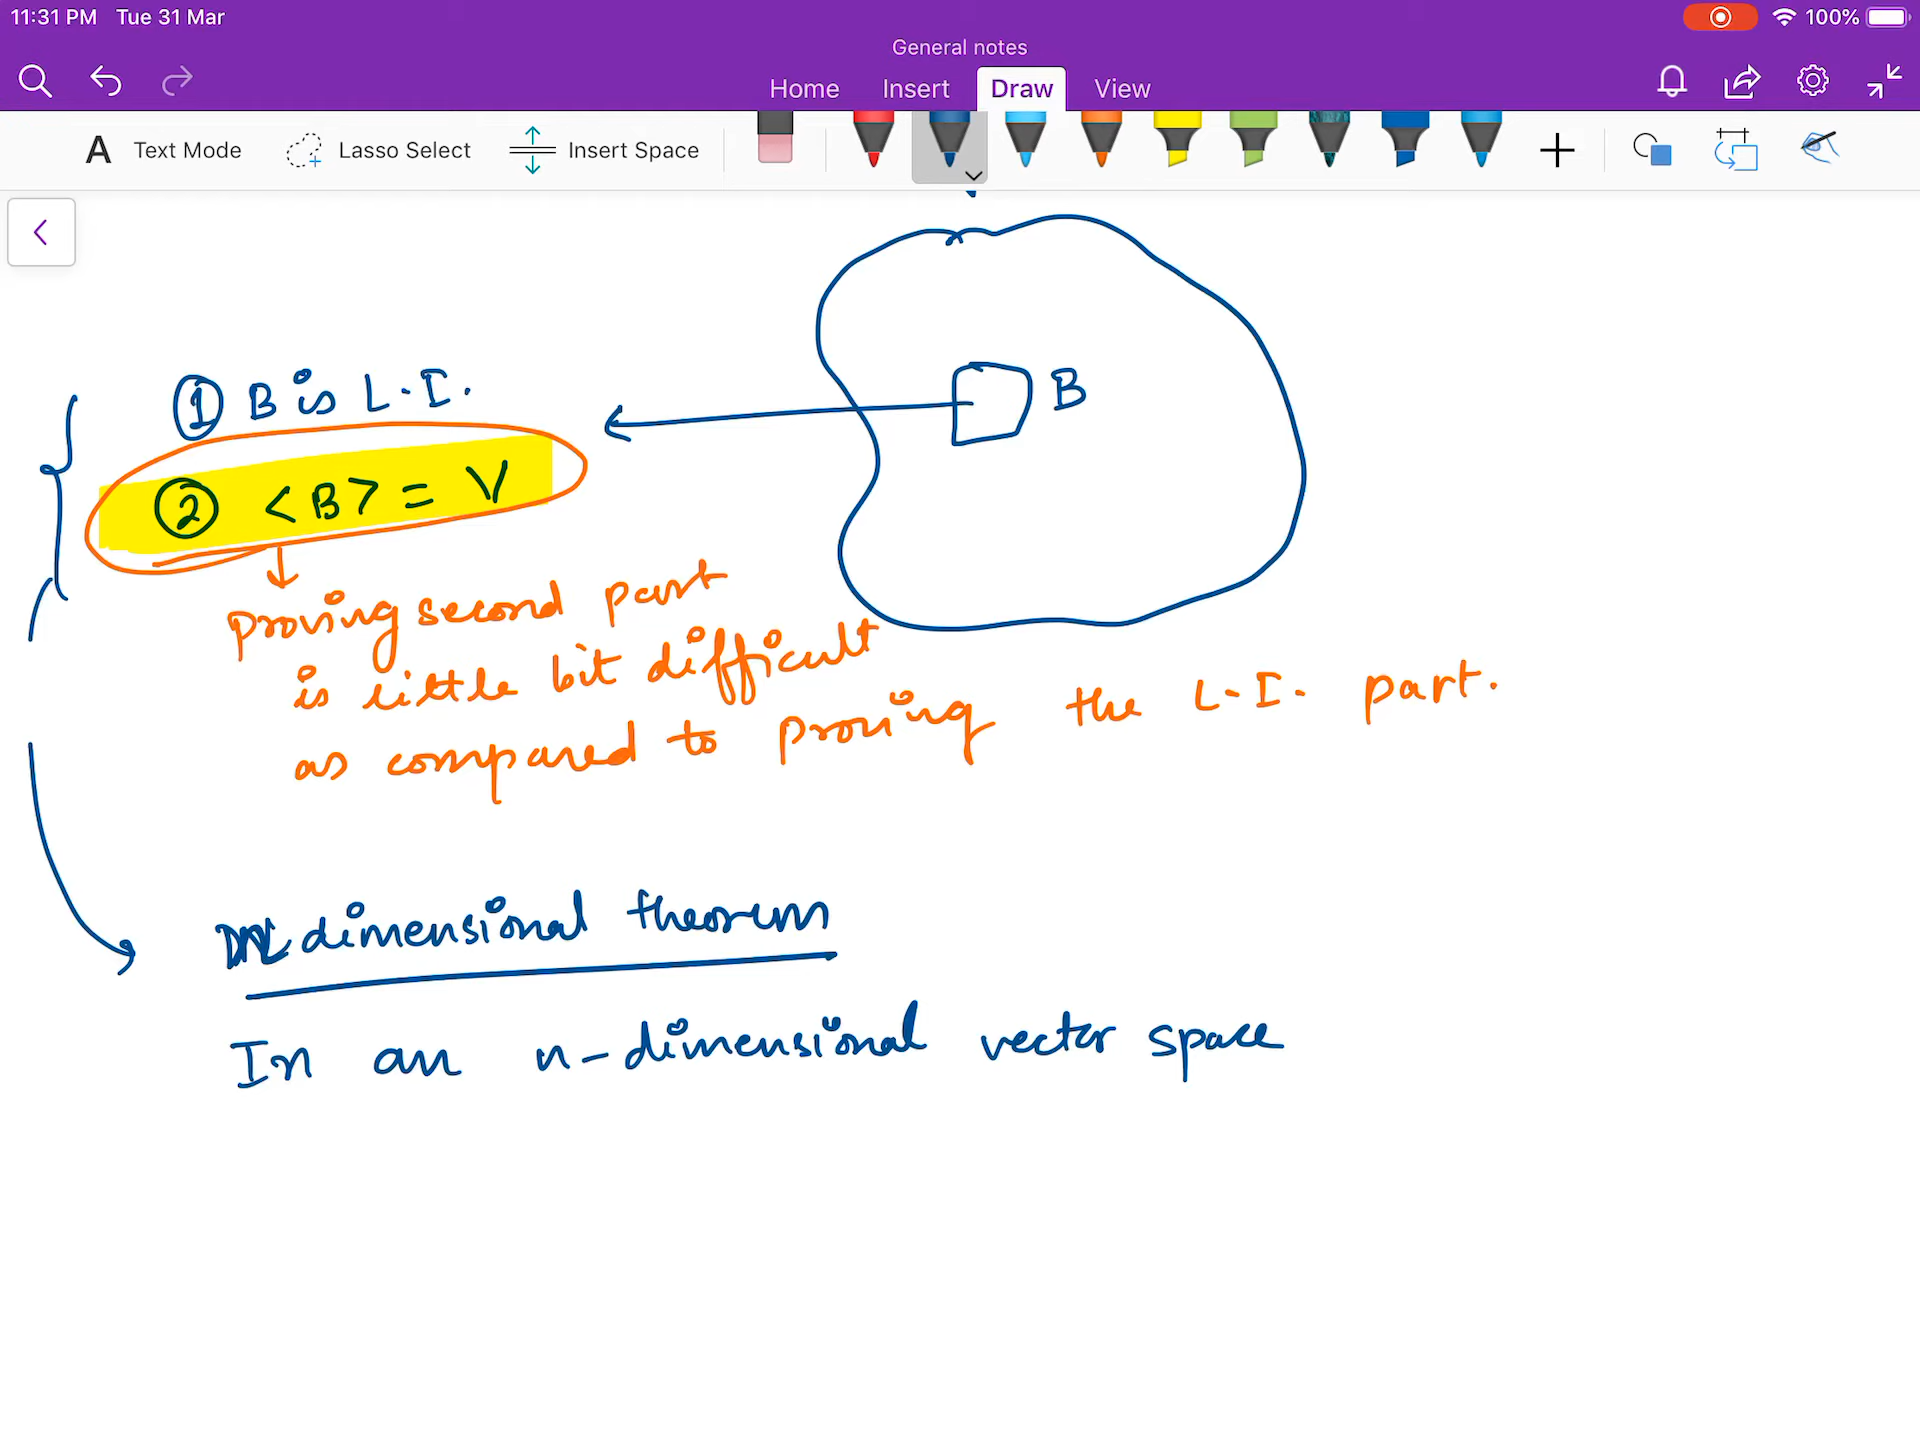 11:31 PM Tue 31 Mar
100%
General notes
Home Insert Draw View
A Text Mode Lasso Select Insert Space
① B is L.I.
B
② <B> = V
proving second part
is little bit difficult
as compared to proving the L.I. part.
dimensional theorem
In an n-dimensional vector space